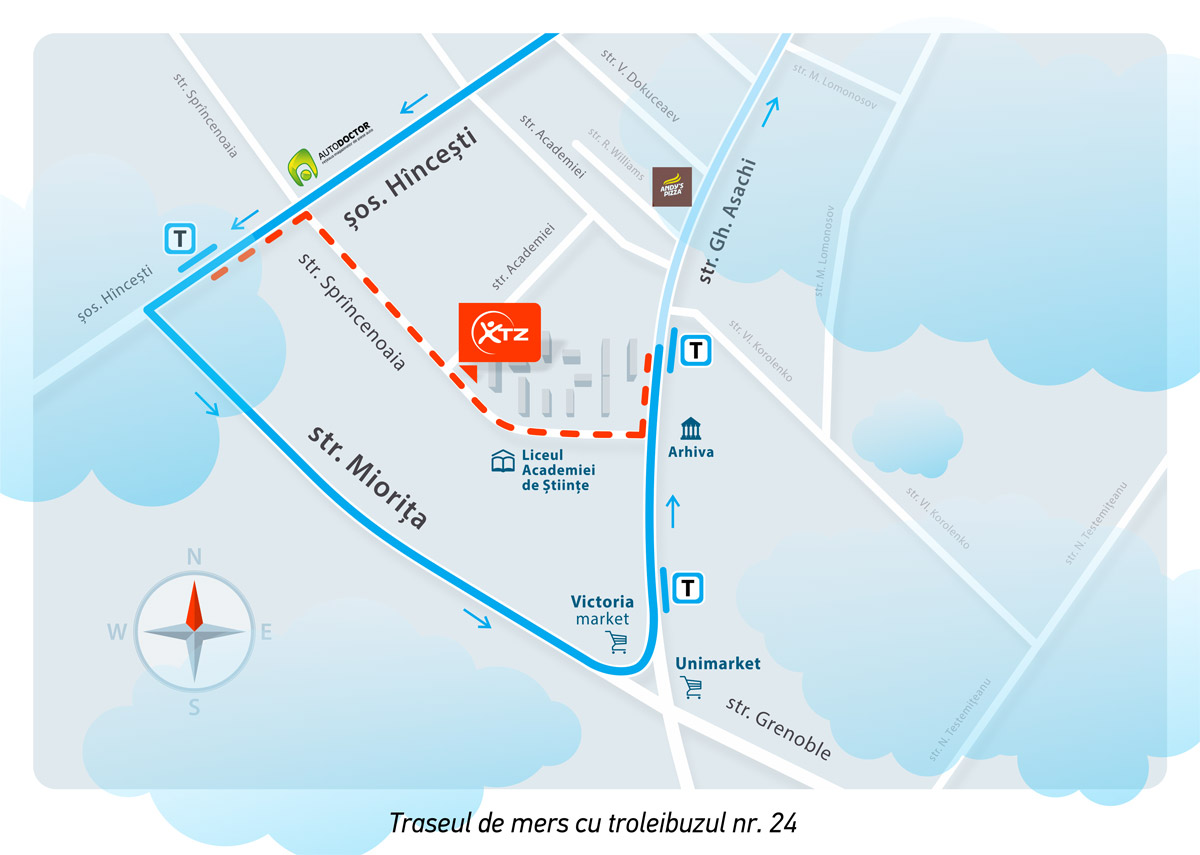 str. Sprîncenoaia
str. V. Dokuceaev
str. M. Lomonosov
AUTODOCTOR
str. Academiei
str. R. Williams
șos. Hîncești
ANDY'S
PIZZA
str. Gh. Asachi
T
str. M. Lomonosov
str. Academiei
șos. Hîncești
str. Sprîncenoaia
XTZ
T
str. Vl. Korolenko
Arhiva
str. Miorița
Liceul
Academiei
de Științe
str. Vl. Korolenko
str. N. Testemițeanu
N
W
E
S
T
Victoria
market
Unimarket
str. Grenoble
str. N. Testemițeanu
Traseul de mers cu troleibuzul nr. 24